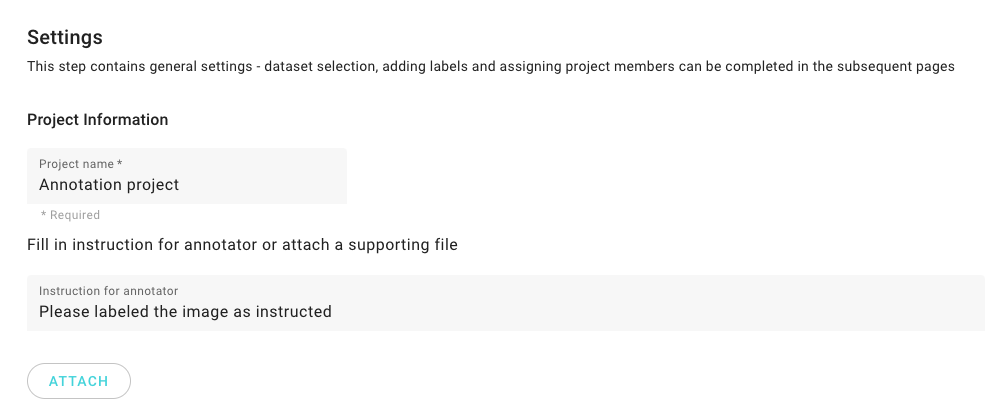 Settings
This step contains general settings - dataset selection, adding labels and assigning project members can be completed in the subsequent pages
Project Information
Project name *
Annotation project
* Required
Fill in instruction for annotator or attach a supporting file
Instruction for annotator
Please labeled the image as instructed
ATTACH